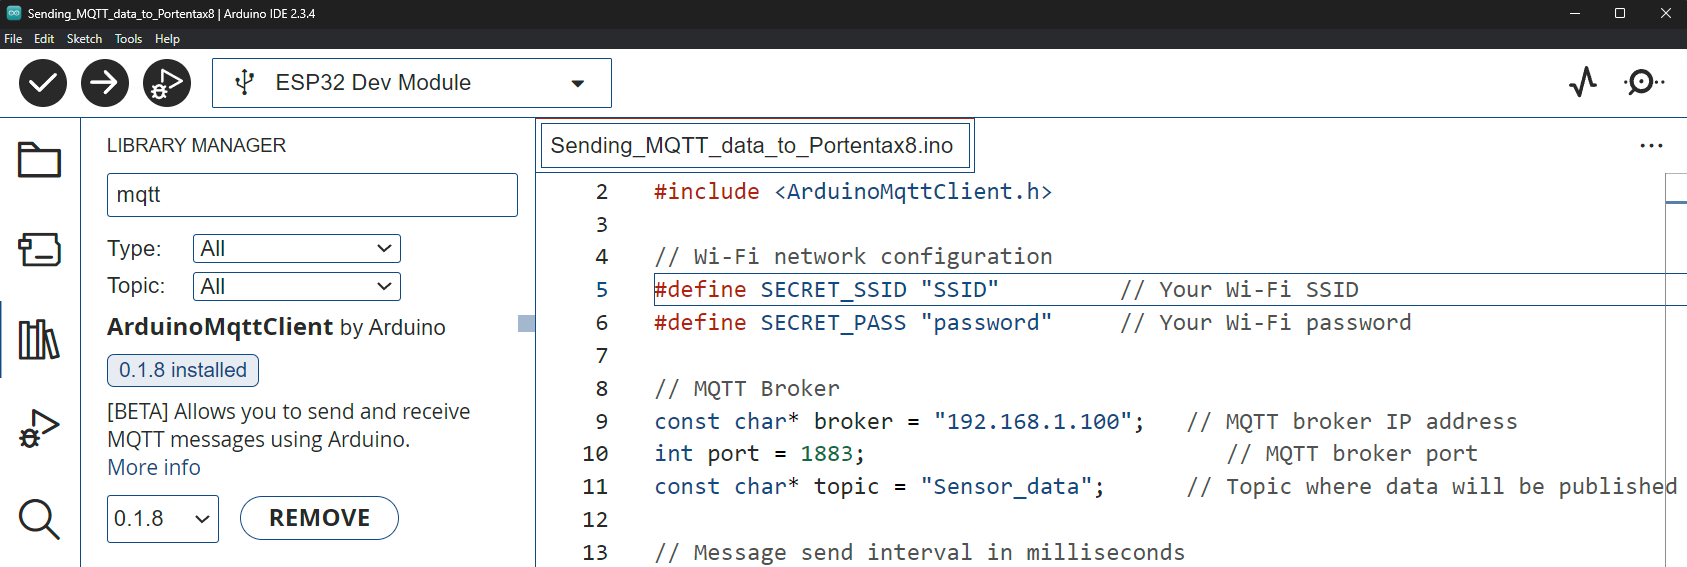 Sending_MQTT_data_to_Portentax8 | Arduino IDE 2.3.4
File Edit Sketch Tools Help
ESP32 Dev Module
LIBRARY MANAGER
mqtt
Type: All
Topic: All
ArduinoMqttClient by Arduino
0.1.8 installed
[BETA] Allows you to send and receive
MQTT messages using Arduino.
More info
0.1.8 REMOVE
Sending_MQTT_data_to_Portentax8.ino
2 #include <ArduinoMqttClient.h>
3
4 // Wi-Fi network configuration
5 #define SECRET_SSID "SSID" // Your Wi-Fi SSID
6 #define SECRET_PASS "password" // Your Wi-Fi password
7
8 // MQTT Broker
9 const char* broker = "192.168.1.100"; // MQTT broker IP address
10 int port = 1883; // MQTT broker port
11 const char* topic = "Sensor_data"; // Topic where data will be published
12
13 // Message send interval in milliseconds